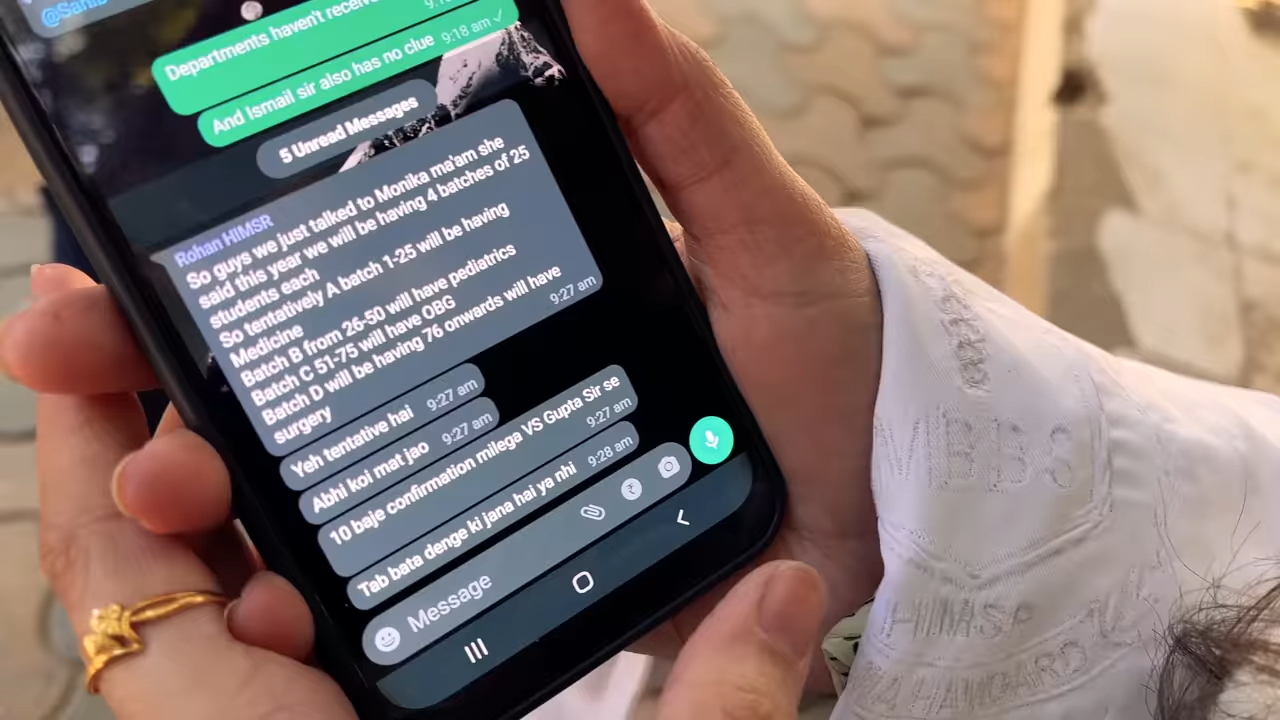 @Sahib
Departments haven't receive
9:18 am
And Ismail sir also has no clue 9:18 am
5 Unread Messages
Rohan HIMSR
So guys we just talked to Monika ma'am she
said this year we will be having 4 batches of 25
students each
So tentatively A batch 1-25 will be having
Medicine
Batch B from 26-50 will have pediatrics
Batch C 51-75 will have OBG
Batch D will be having 76 onwards will have
surgery
9:27 am
Yeh tentative hai 9:27 am
Abhi koi mat jao 9:27 am
10 baje confirmation milega VS Gupta Sir se
9:27 am
Tab bata denge ki jana hai ya nhi 9:28 am
Message
MBBS
HIMSR